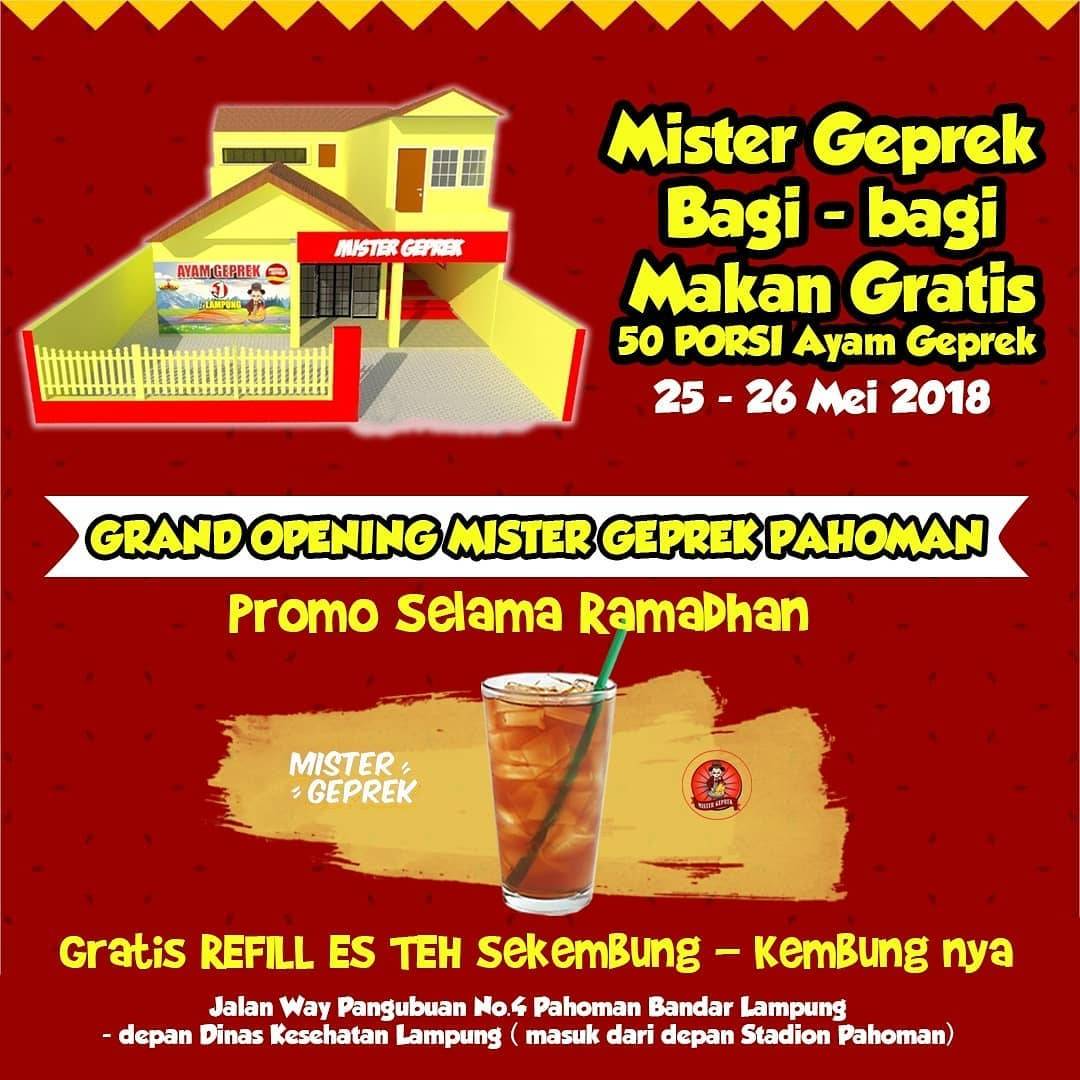 Mister Geprek
Bagi - bagi
Makan Gratis
50 PORSI Ayam Geprek
25 - 26 Mei 2018
MISTER GEPREK
AYAM GEPREK
LAMPUNG
GRAND OPENING MISTER GEPREK PAHOMAN
Promo Selama Ramadhan
MISTER
GEPREK
MISTER GEPREK
Gratis REFILL ES TEH Sekembung – Kembung nya
Jalan Way Pangubuan No.4 Pahoman Bandar Lampung
- depan Dinas Kesehatan Lampung ( masuk dari depan Stadion Pahoman)